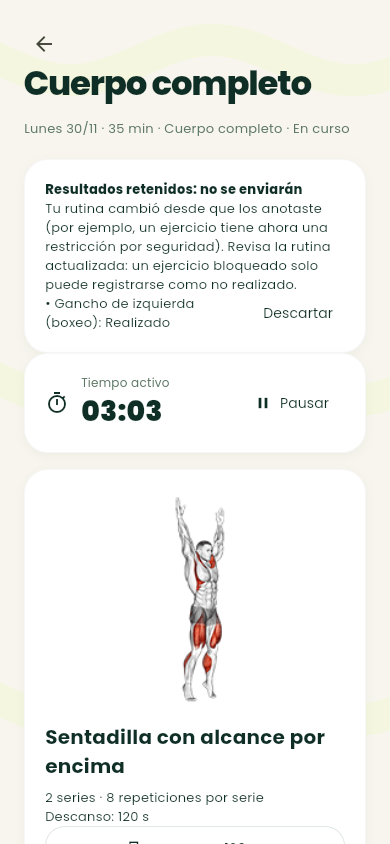 Cuerpo completo
Lunes 30/11 · 35 min · Cuerpo completo · En curso
Resultados retenidos: no se enviarán
Tu rutina cambió desde que los anotaste
(por ejemplo, un ejercicio tiene ahora una
restricción por seguridad). Revisa la rutina
actualizada: un ejercicio bloqueado solo
puede registrarse como no realizado.
• Gancho de izquierda
(boxeo): Realizado
Descartar
Tiempo activo
03:03
Pausar
Sentadilla con alcance por
encima
2 series · 8 repeticiones por serie
Descanso: 120 s